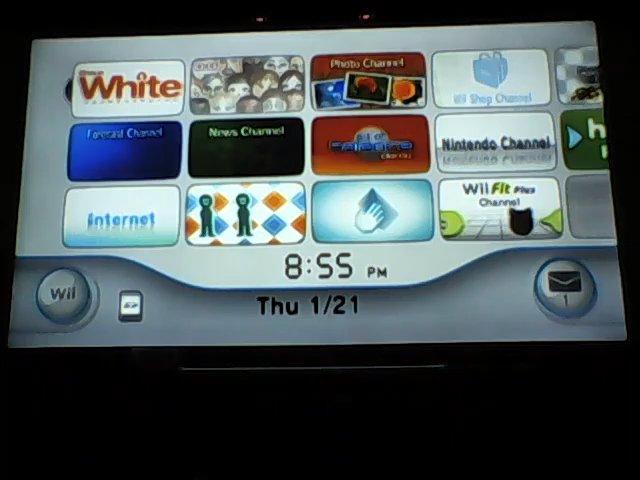 White
Photo Channel
Wii Shop Channel
Forecast Channel
News Channel
Nintendo Channel
h
Internet
Wii Fit Plus
Channel
8:55 PM
Wii
Thu 1/21
1